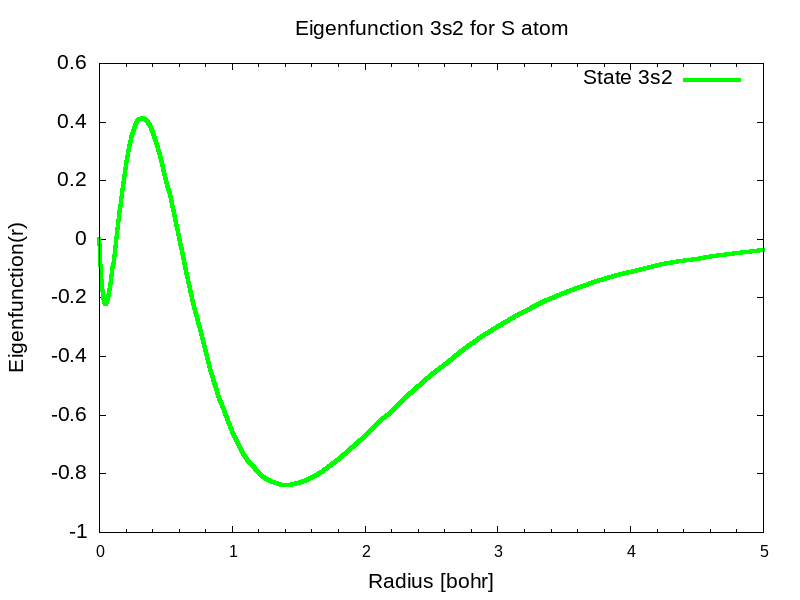 Eigenfunction 3s2 for S atom
State 3s2
Eigenfunction(r)
0.6
0.4
0.2
0
-0.2
-0.4
-0.6
-0.8
-1
0 1 2 3 4 5
Radius [bohr]